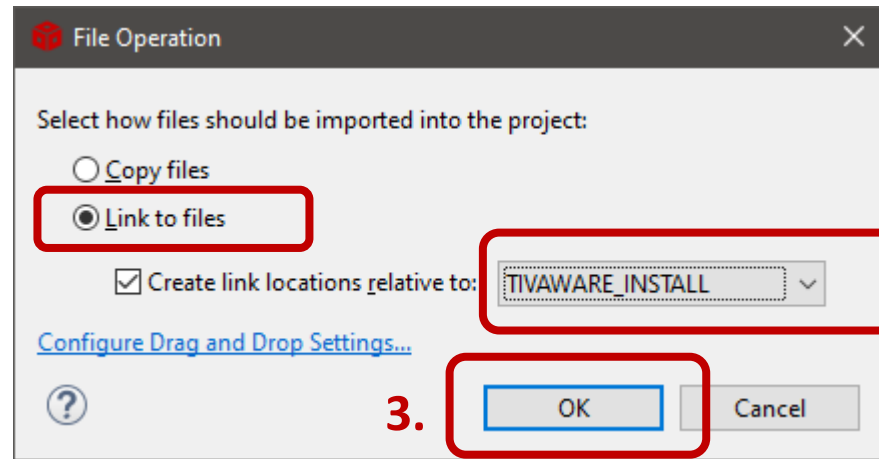 File Operation
Select how files should be imported into the project:
Copy files
Link to files
Create link locations relative to: TIVAWARE_INSTALL
Configure Drag and Drop Settings...
? 3. OK Cancel